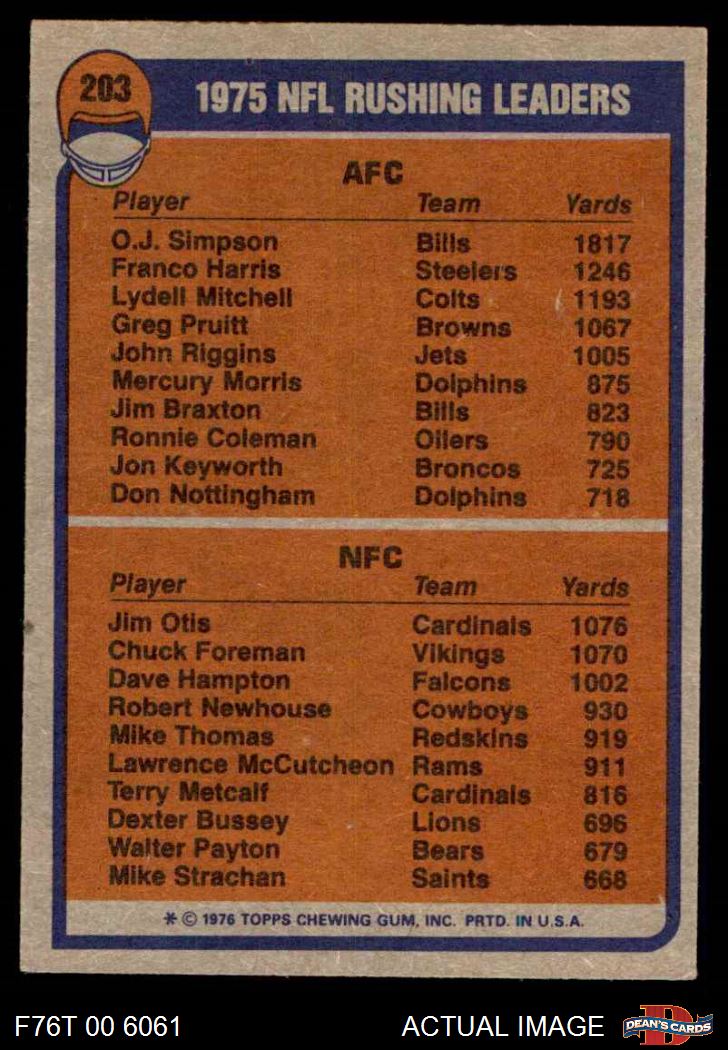 203
1975 NFL RUSHING LEADERS
AFC
Player Team Yards
O.J. Simpson Bills 1817
Franco Harris Steelers 1246
Lydell Mitchell Colts 1193
Greg Pruitt Browns 1067
John Riggins Jets 1005
Mercury Morris Dolphins 875
Jim Braxton Bills 823
Ronnie Coleman Oilers 790
Jon Keyworth Broncos 725
Don Nottingham Dolphins 718
NFC
Player Team Yards
Jim Otis Cardinals 1076
Chuck Foreman Vikings 1070
Dave Hampton Falcons 1002
Robert Newhouse Cowboys 930
Mike Thomas Redskins 919
Lawrence McCutcheon Rams 911
Terry Metcalf Cardinals 816
Dexter Bussey Lions 696
Walter Payton Bears 679
Mike Strachan Saints 668
* © 1976 TOPPS CHEWING GUM, INC. PRTD. IN U.S.A.
F76T 00 6061 ACTUAL IMAGE D DEAN'S CARDS